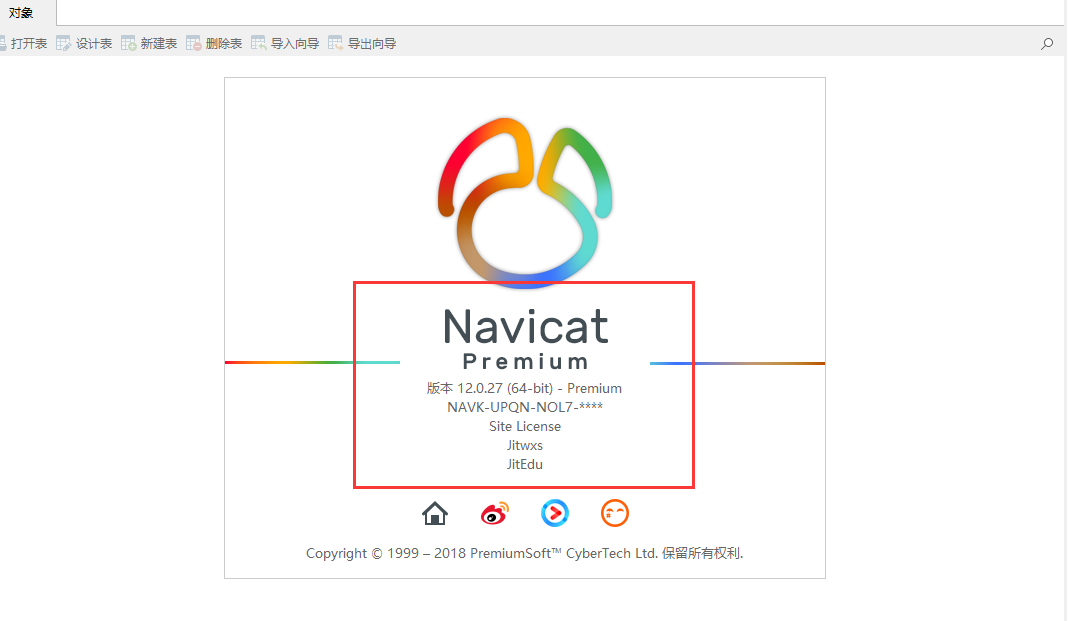 对象
打开表 设计表 新建表 删除表 导入向导 导出向导
Navicat
Premium
版本 12.0.27 (64-bit) - Premium
NAVK-UPQN-NOL7-****
Site License
Jitwxs
JitEdu
Copyright © 1999 – 2018 PremiumSoft™ CyberTech Ltd. 保留所有权利.